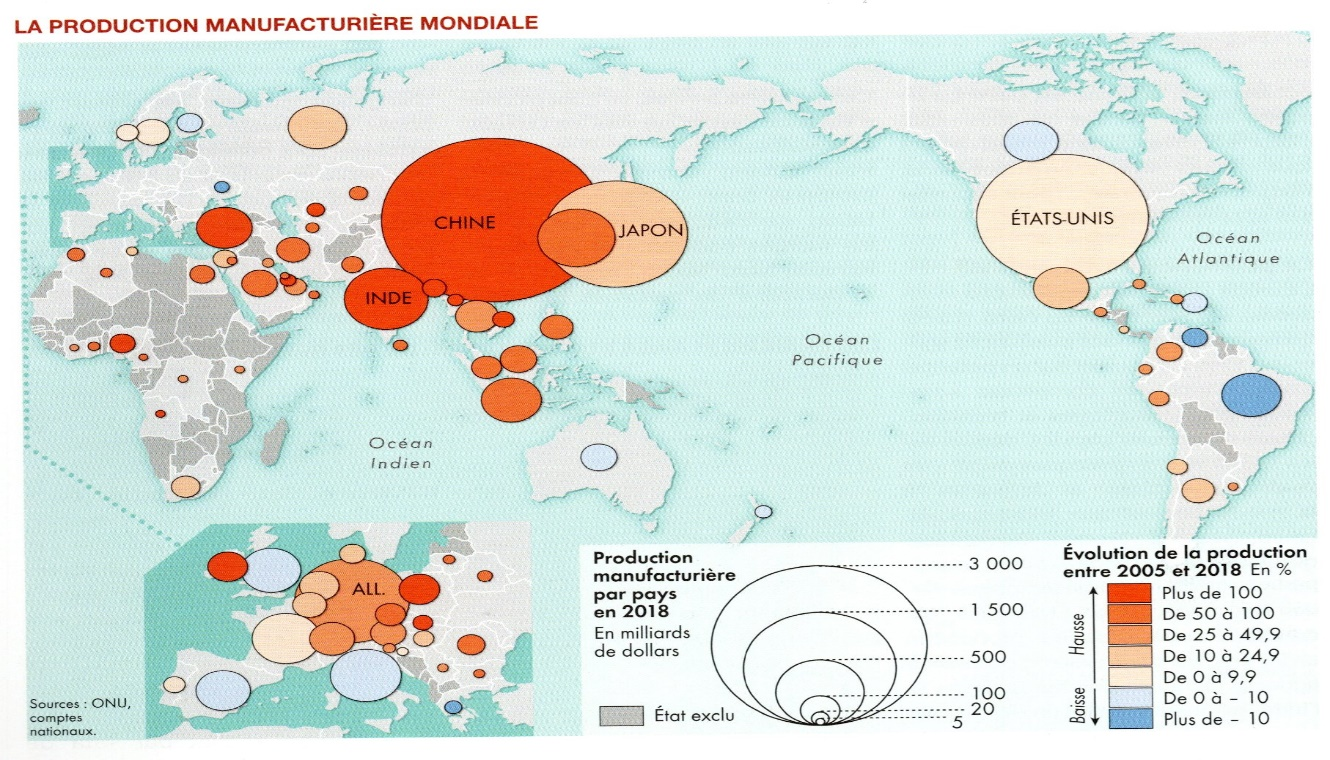 LA PRODUCTION MANUFACTURIÈRE MONDIALE
CHINE
JAPON
INDE
ÉTATS-UNIS
Océan
Atlantique
Océan
Pacifique
Océan
Indien
ALL.
Sources : ONU,
comptes
nationaux.
Production
manufacturière
par pays
en 2018
En milliards
de dollars
3 000
1 500
500
100
20
5
État exclu
Évolution de la production
entre 2005 et 2018 En %
Hausse
Baisse
Plus de 100
De 50 à 100
De 25 à 49,9
De 10 à 24,9
De 0 à 9,9
De 0 à – 10
Plus de – 10